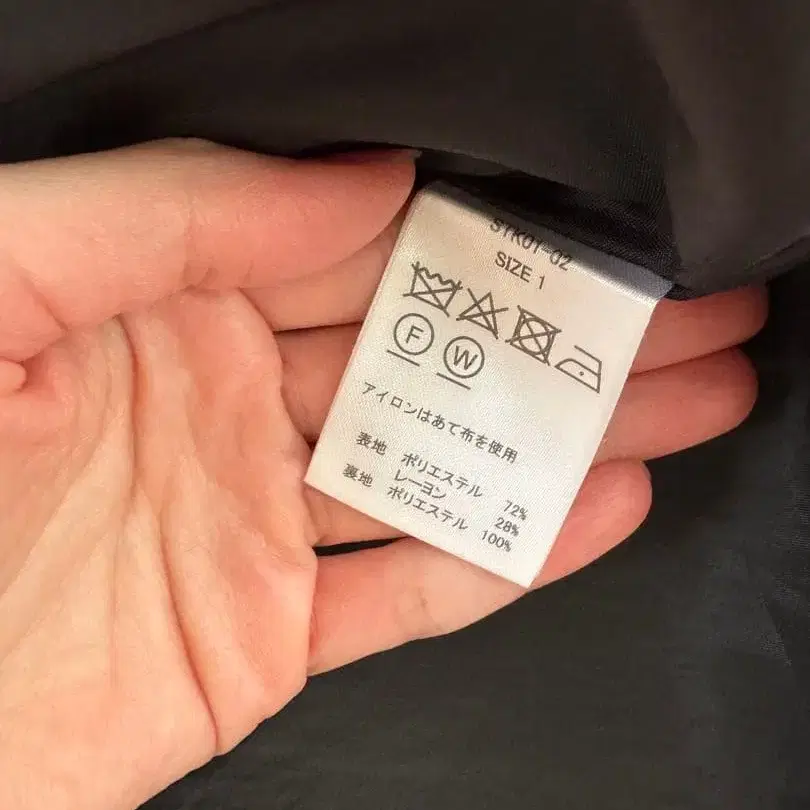 STK01-02
SIZE 1
F W
アイロンはあて布を使用
表地 ポリエステル 72%
レーヨン 28%
裏地 ポリエステル 100%